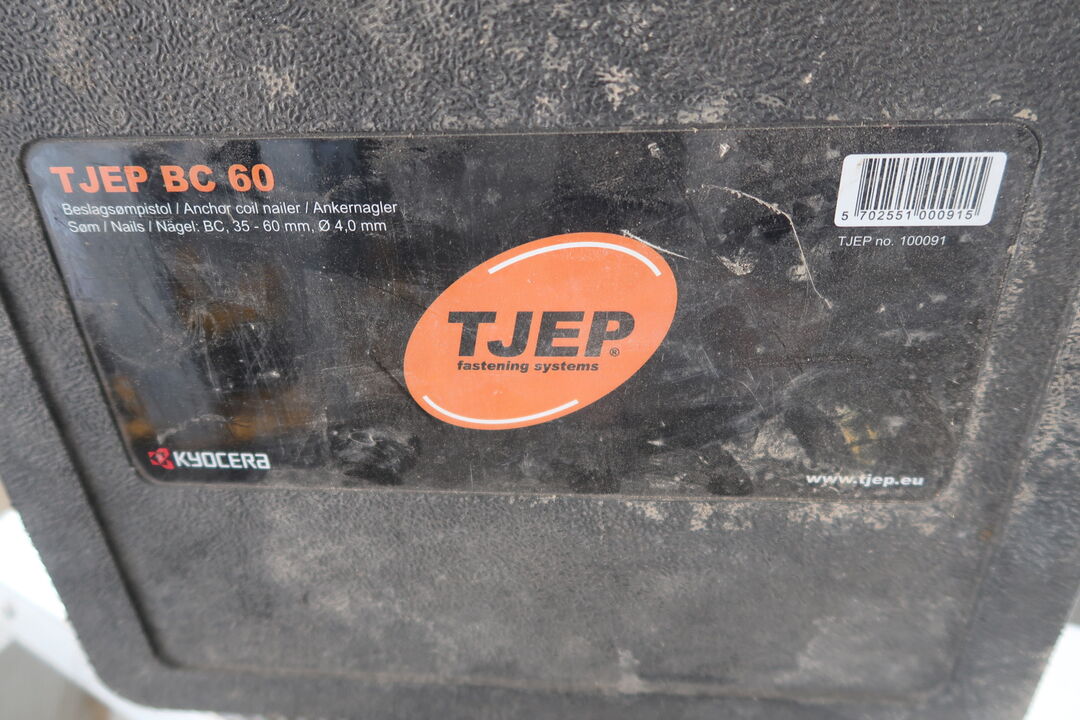 TJEP BC 60
Beslagsømpistol / Anchor coil nailer / Ankernagler
Søm / Nails / Nägel: BC, 35 - 60 mm, Ø 4,0 mm
5 702551 000915
TJEP no. 100091
TJEP®
fastening systems
KYOCERA
www.tjep.eu